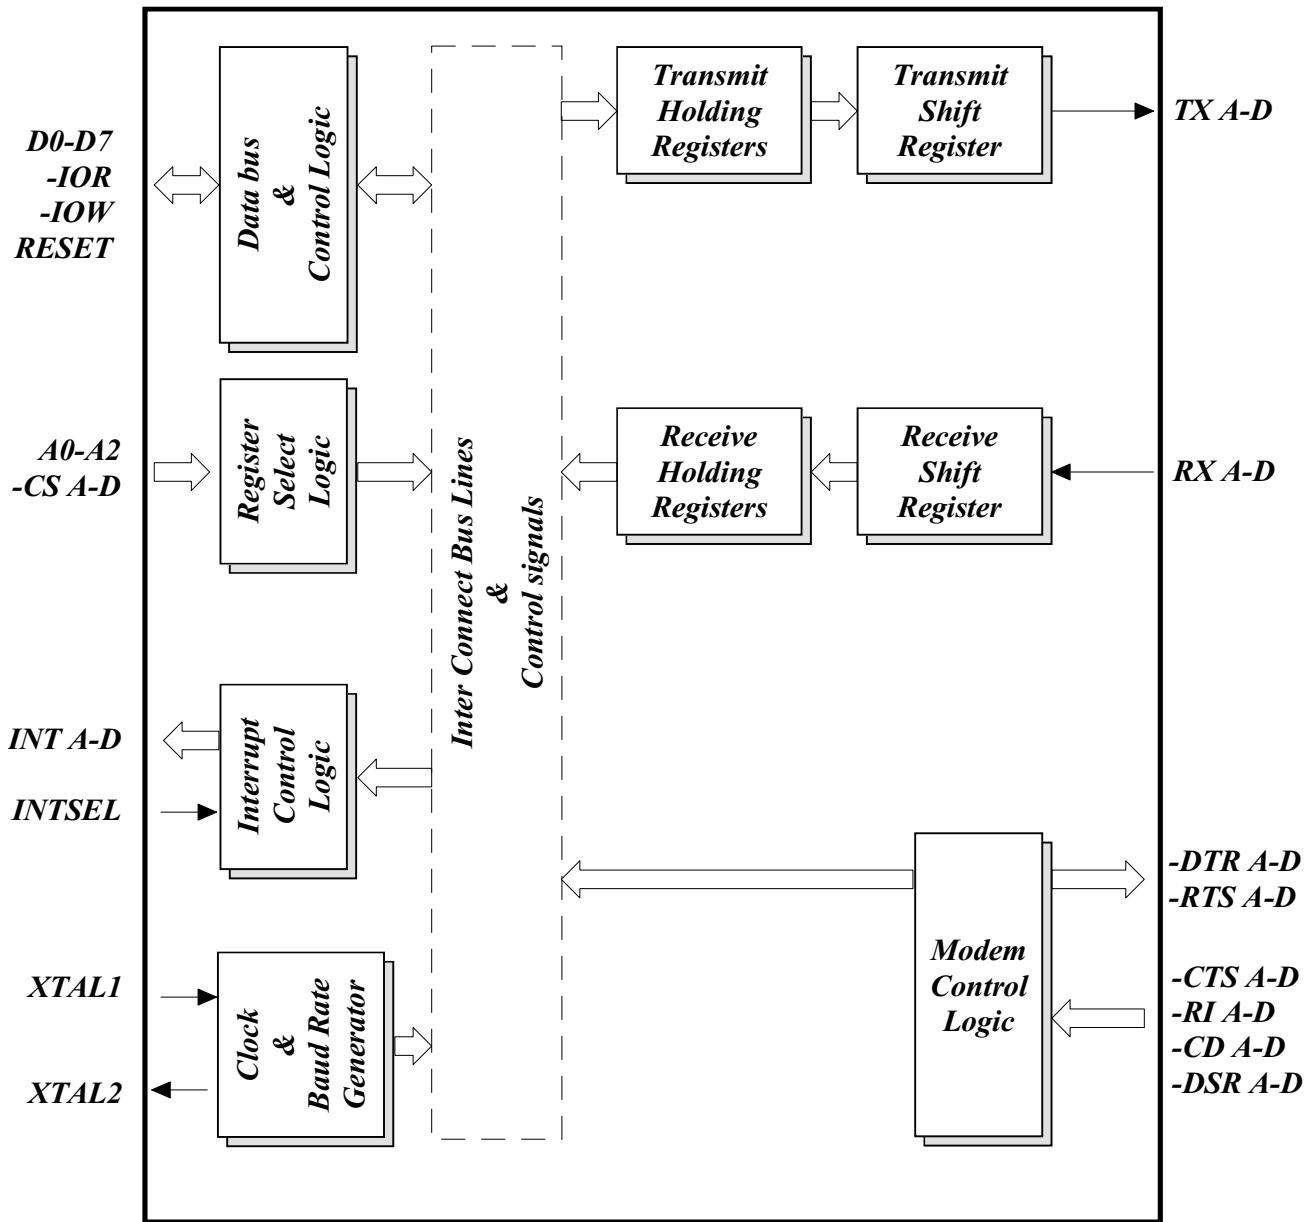 D0-D7
-IOR
-IOW
RESET
Data bus
&
Control Logic
A0-A2
-CS A-D
Register
Select
Logic
INT A-D
INTSEL
Interrupt
Control
Logic
XTAL1
XTAL2
Clock
&
Baud Rate
Generator
Inter Connect Bus Lines
&
Control signals
Transmit
Holding
Registers
Transmit
Shift
Register
TX A-D
Receive
Holding
Registers
Receive
Shift
Register
RX A-D
Modem
Control
Logic
-DTR A-D
-RTS A-D
-CTS A-D
-RI A-D
-CD A-D
-DSR A-D